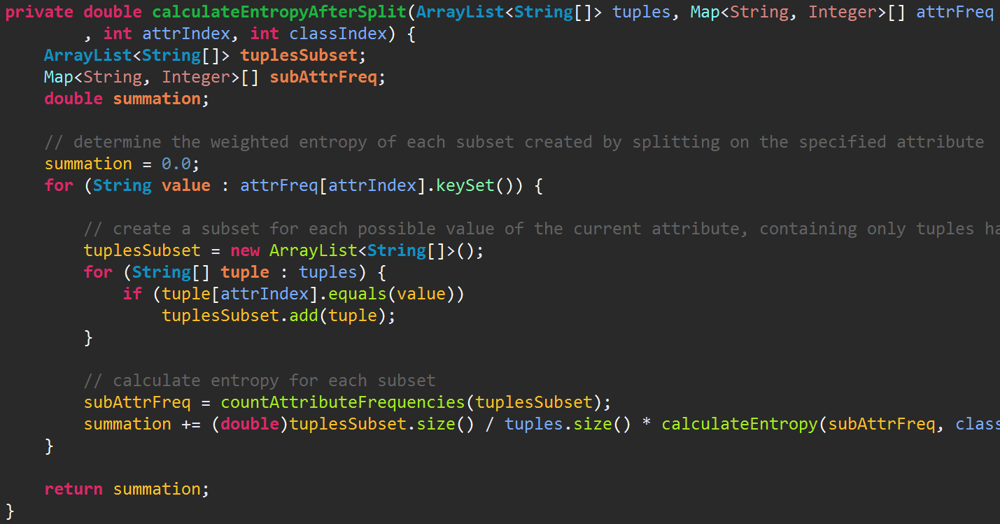 private double calculateEntropyAfterSplit(ArrayList<String[]> tuples, Map<String, Integer>[] attrFreq
        , int attrIndex, int classIndex) {
    ArrayList<String[]> tuplesSubset;
    Map<String, Integer>[] subAttrFreq;
    double summation;

    // determine the weighted entropy of each subset created by splitting on the specified attribute
    summation = 0.0;
    for (String value : attrFreq[attrIndex].keySet()) {

        // create a subset for each possible value of the current attribute, containing only tuples ha
        tuplesSubset = new ArrayList<String[]>();
        for (String[] tuple : tuples) {
            if (tuple[attrIndex].equals(value))
                tuplesSubset.add(tuple);
        }

        // calculate entropy for each subset
        subAttrFreq = countAttributeFrequencies(tuplesSubset);
        summation += (double)tuplesSubset.size() / tuples.size() * calculateEntropy(subAttrFreq, class
    }

    return summation;
}